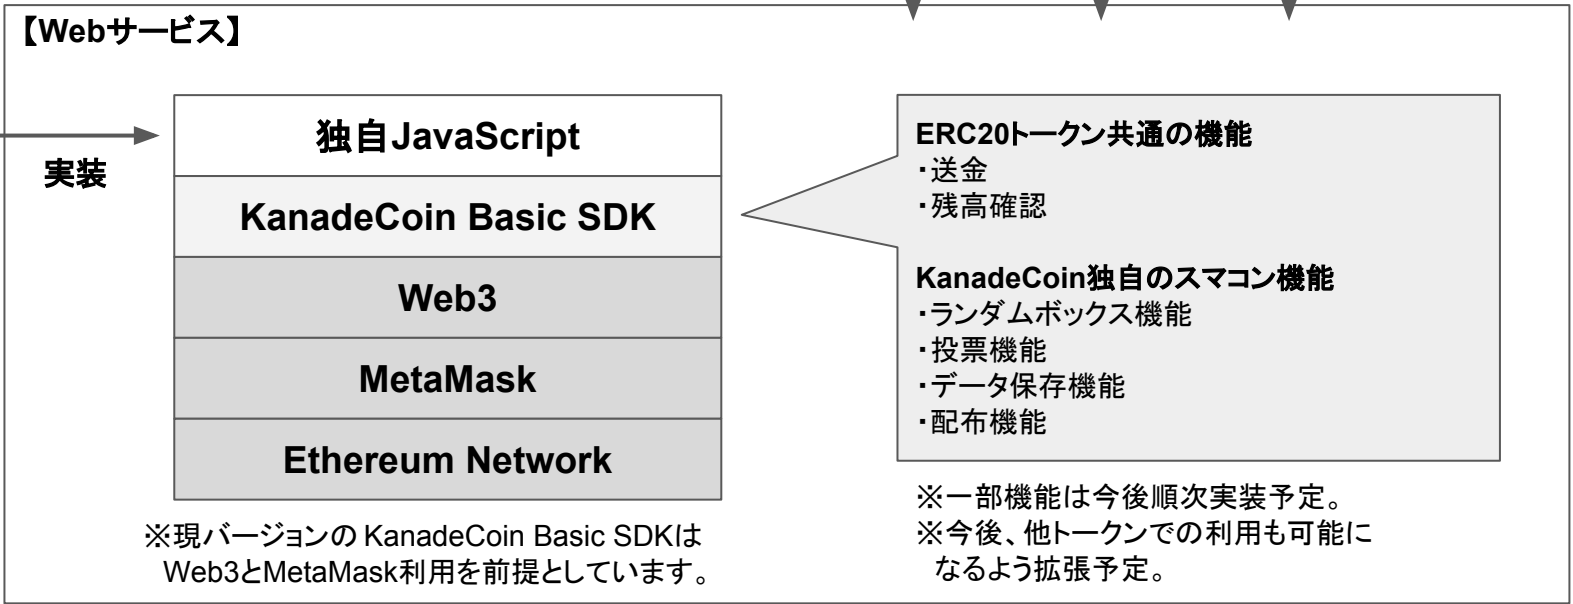 【Webサービス】
実装
独自JavaScript
KanadeCoin Basic SDK
Web3
MetaMask
Ethereum Network
※現バージョンの KanadeCoin Basic SDKは
Web3とMetaMask利用を前提としています。
ERC20トークン共通の機能
・送金
・残高確認
KanadeCoin独自のスマコン機能
・ランダムボックス機能
・投票機能
・データ保存機能
・配布機能
※一部機能は今後順次実装予定。
※今後、他トークンでの利用も可能に
なるよう拡張予定。